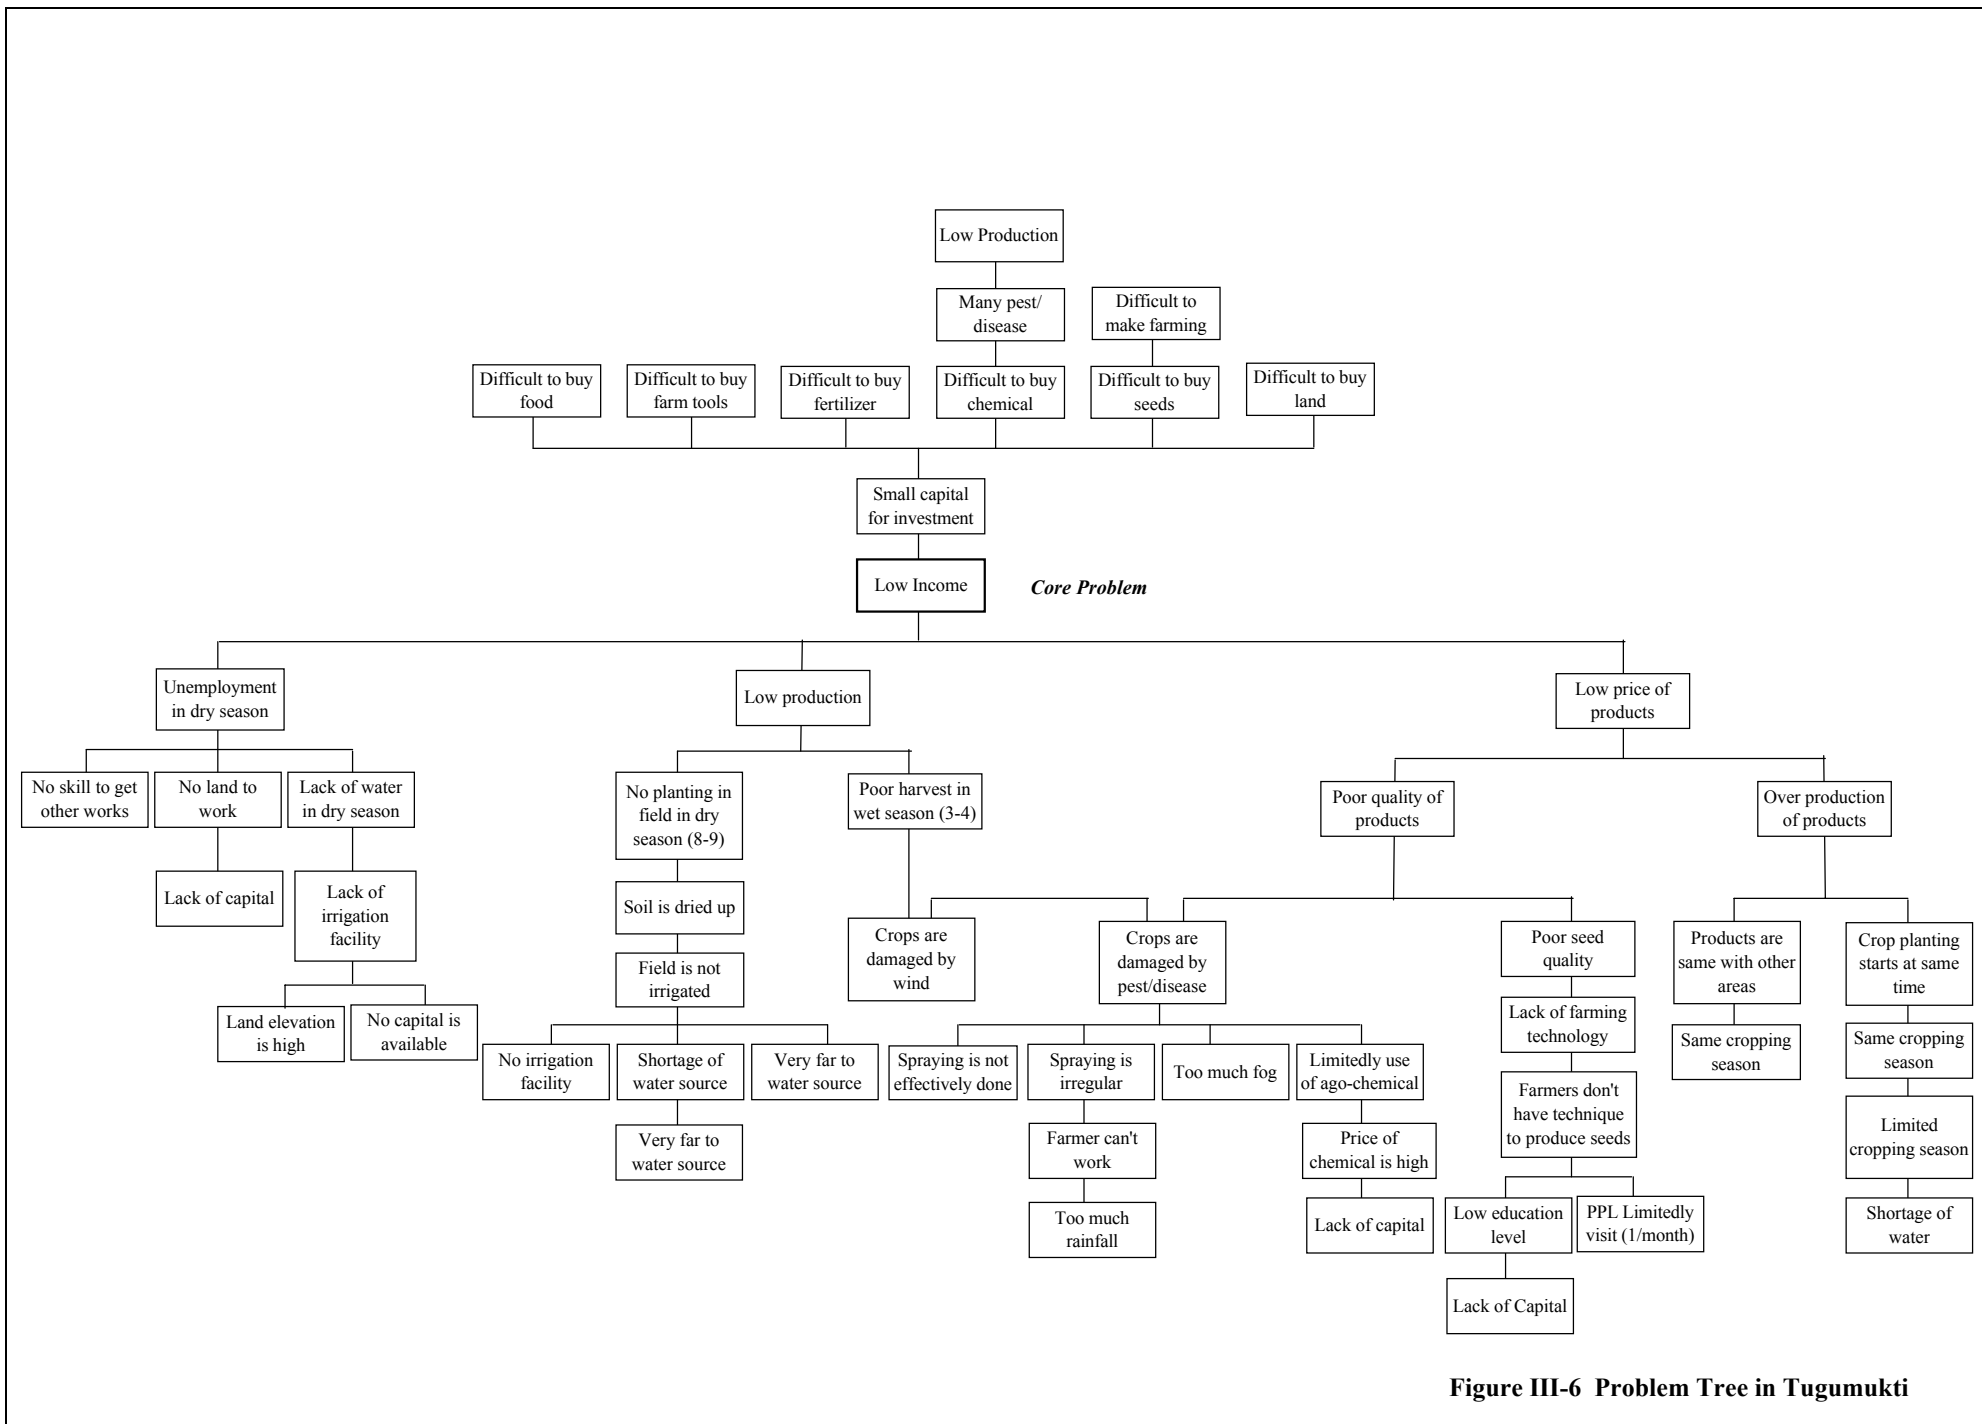 Low Production
Many pest/
disease
Difficult to
make farming
Difficult to buy
food
Difficult to buy
farm tools
Difficult to buy
fertilizer
Difficult to buy
chemical
Difficult to buy
seeds
Difficult to buy
land
Small capital
for investment
Low Income
Core Problem
Unemployment
in dry season
Low production
Low price of
products
No skill to get
other works
No land to
work
Lack of water
in dry season
No planting in
field in dry
season (8-9)
Poor harvest in
wet season (3-4)
Poor quality of
products
Over production
of products
Lack of capital
Lack of
irrigation
facility
Soil is dried up
Crops are
damaged by
wind
Crops are
damaged by
pest/disease
Poor seed
quality
Products are
same with other
areas
Crop planting
starts at same
time
Field is not
irrigated
Land elevation
is high
No capital is
available
Lack of farming
technology
Same cropping
season
Same cropping
season
No irrigation
facility
Shortage of
water source
Very far to
water source
Spraying is not
effectively done
Spraying is
irregular
Too much fog
Limitedly use
of ago-chemical
Farmers don't
have technique
to produce seeds
Limited
cropping season
Very far to
water source
Farmer can't
work
Price of
chemical is high
Too much
rainfall
Lack of capital
Low education
level
PPL Limitedly
visit (1/month)
Shortage of
water
Lack of Capital
Figure III-6  Problem Tree in Tugumukti